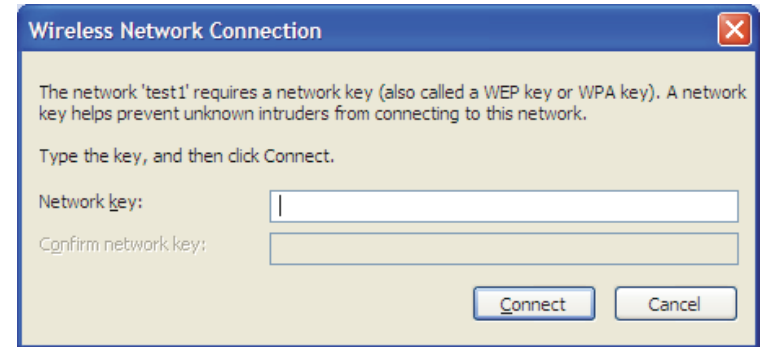 Wireless Network Connection
The network 'test1' requires a network key (also called a WEP key or WPA key). A network
key helps prevent unknown intruders from connecting to this network.
Type the key, and then click Connect.
Network key:
Confirm network key:
Connect Cancel